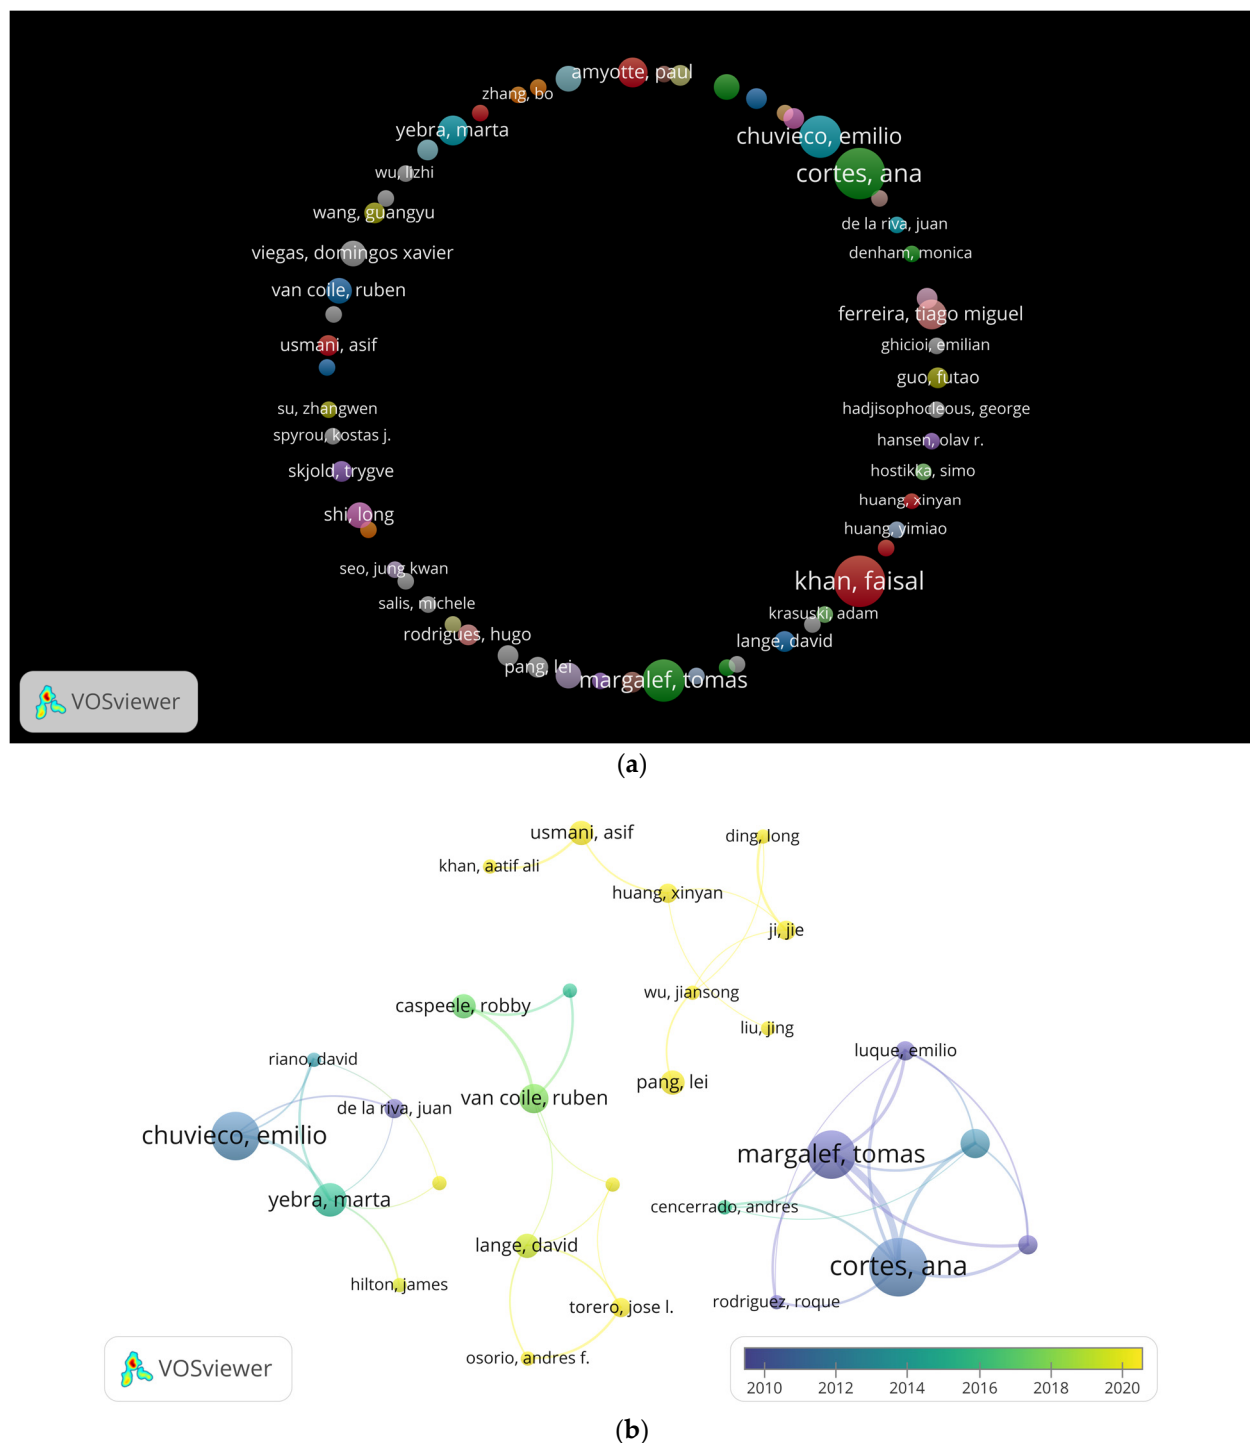 amyotte, paul
zhang, bo
yebra, marta
chuvieco, emilio
cortes, ana
wu, lizhi
wang, guangyu
de la riva, juan
viegas, domingos xavier
denham, monica
van coile, ruben
ferreira, tiago miguel
usmani, asif
ghicioi, emilian
guo, futao
su, zhangwen
hadjisophocleous, george
spyrou, kostas j.
hansen, olav r.
skjold, trygve
hostikka, simo
huang, xinyan
shi, long
huang, yimiao
seo, jung kwan
khan, faisal
salis, michele
krasuski, adam
rodrigues, hugo
lange, david
pang, lei
margalef, tomas
VOSviewer
(a)
usmani, asif
ding, long
khan, aatif ali
huang, xinyan
ji, jie
wu, jiansong
caspeele, robby
liu, jing
riano, david
luque, emilio
pang, lei
van coile, ruben
de la riva, juan
chuvieco, emilio
margalef, tomas
yebra, marta
cencerrado, andres
lange, david
cortes, ana
hilton, james
rodriguez, roque
torero, jose l.
osorio, andres f.
VOSviewer
2010 2012 2014 2016 2018 2020
(b)